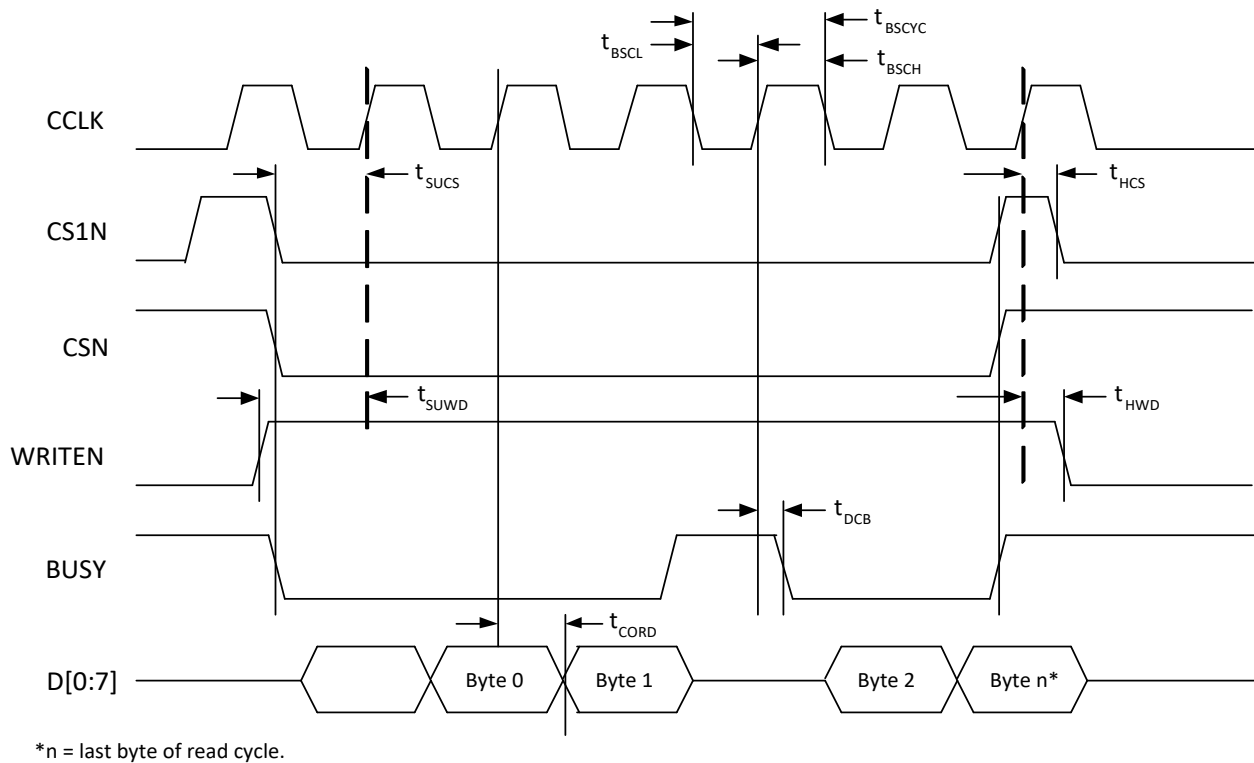 tBSCYC
tBSCL
tBSCH
CCLK
tSUCS
tHCS
CS1N
CSN
tSUWD
tHWD
WRITEN
tDCB
BUSY
tCORD
D[0:7]
Byte 0
Byte 1
Byte 2
Byte n*
*n = last byte of read cycle.